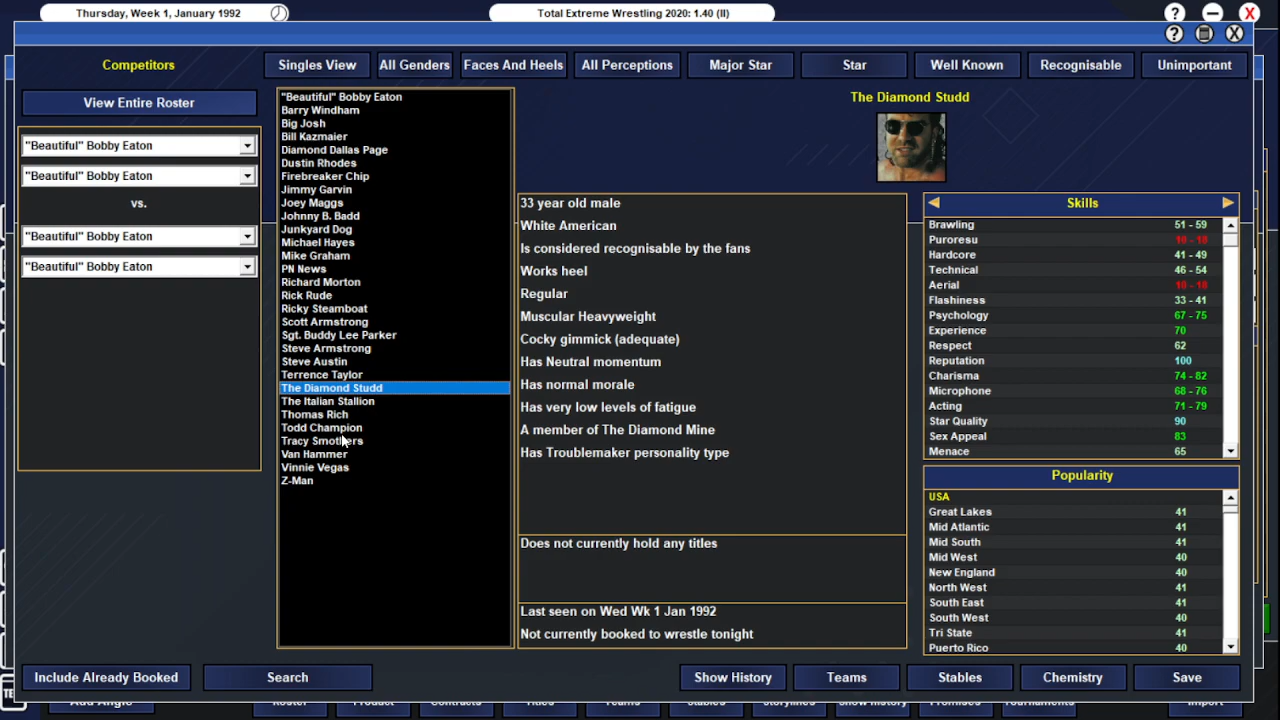 Thursday, Week 1, January 1992
Total Extreme Wrestling 2020: 1.40 (II)
?
X
?
X
Competitors
Singles View
All Genders
Faces And Heels
All Perceptions
Major Star
Star
Well Known
Recognisable
Unimportant
View Entire Roster
"Beautiful" Bobby Eaton
"Beautiful" Bobby Eaton
vs.
"Beautiful" Bobby Eaton
"Beautiful" Bobby Eaton
"Beautiful" Bobby Eaton
Barry Windham
Big Josh
Bill Kazmaier
Diamond Dallas Page
Dustin Rhodes
Firebreaker Chip
Jimmy Garvin
Joey Maggs
Johnny B. Badd
Junkyard Dog
Michael Hayes
Mike Graham
PN News
Richard Morton
Rick Rude
Ricky Steamboat
Scott Armstrong
Sgt. Buddy Lee Parker
Steve Armstrong
Steve Austin
Terrence Taylor
The Diamond Studd
The Italian Stallion
Thomas Rich
Todd Champion
Tracy Smothers
Van Hammer
Vinnie Vegas
Z-Man
The Diamond Studd
33 year old male
White American
Is considered recognisable by the fans
Works heel
Regular
Muscular Heavyweight
Cocky gimmick (adequate)
Has Neutral momentum
Has normal morale
Has very low levels of fatigue
A member of The Diamond Mine
Has Troublemaker personality type
Does not currently hold any titles
Last seen on Wed Wk 1 Jan 1992
Not currently booked to wrestle tonight
Skills
Brawling 51 - 59
Puroresu 10 - 18
Hardcore 41 - 49
Technical 46 - 54
Aerial 10 - 18
Flashiness 33 - 41
Psychology 67 - 75
Experience 70
Respect 62
Reputation 100
Charisma 74 - 82
Microphone 68 - 76
Acting 71 - 79
Star Quality 90
Sex Appeal 83
Menace 65
Popularity
USA
Great Lakes 41
Mid Atlantic 41
Mid South 41
Mid West 40
New England 40
North West 41
South East 41
South West 40
Tri State 41
Puerto Rico 40
Include Already Booked
Search
Show History
Teams
Stables
Chemistry
Save